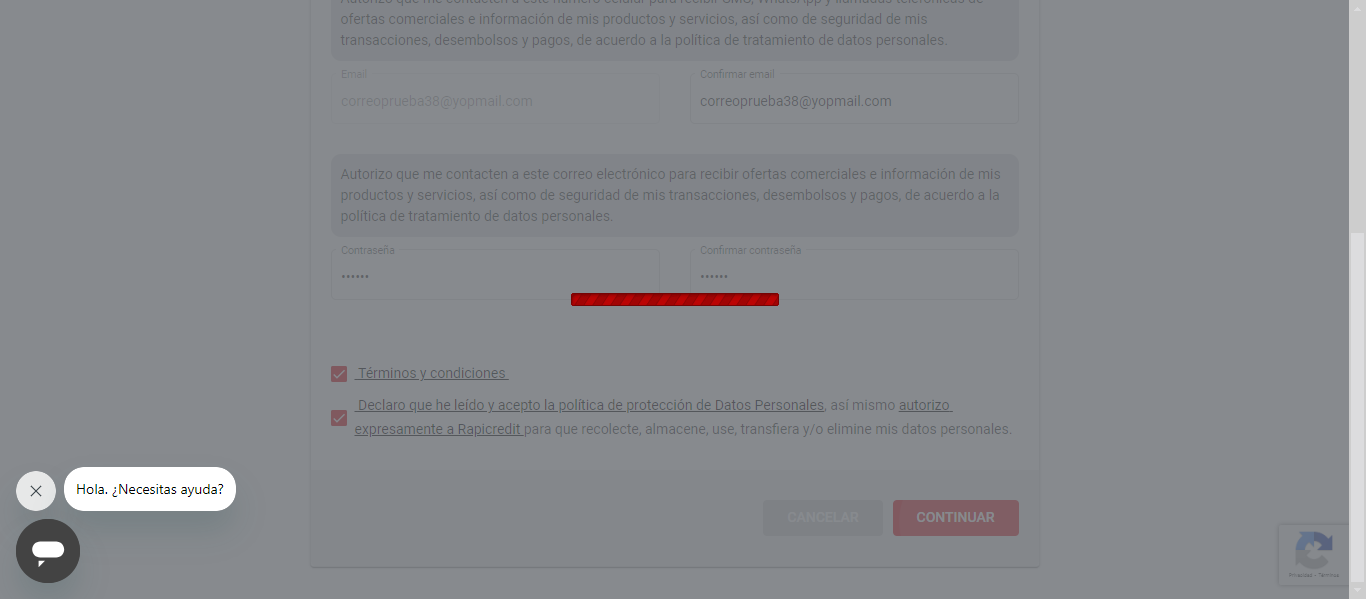 Autorizo que me contacten a este número celular para recibir SMS, WhatsApp y llamadas telefónicas de
ofertas comerciales e información de mis productos y servicios, así como de seguridad de mis
transacciones, desembolsos y pagos, de acuerdo a la política de tratamiento de datos personales.
Email
Confirmar email
correoprueba38@yopmail.com
correoprueba38@yopmail.com
Autorizo que me contacten a este correo electrónico para recibir ofertas comerciales e información de mis
productos y servicios, así como de seguridad de mis transacciones, desembolsos y pagos, de acuerdo a la
política de tratamiento de datos personales.
Contraseña
Confirmar contraseña
••••••
••••••
Términos y condiciones
Declaro que he leído y acepto la política de protección de Datos Personales, así mismo autorizo
expresamente a Rapicredit para que recolecte, almacene, use, transfiera y/o elimine mis datos personales.
Hola. ¿Necesitas ayuda?
CANCELAR
CONTINUAR
Privacidad - Términos